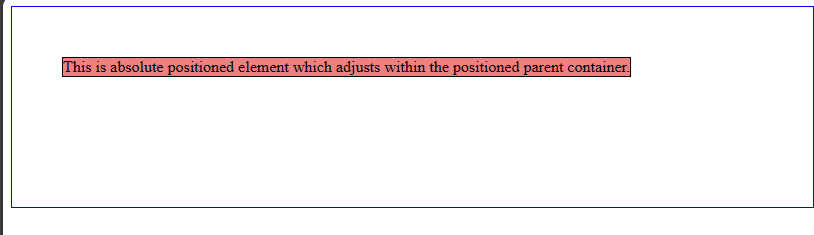 This is absolute positioned element which adjusts within the positioned parent container.